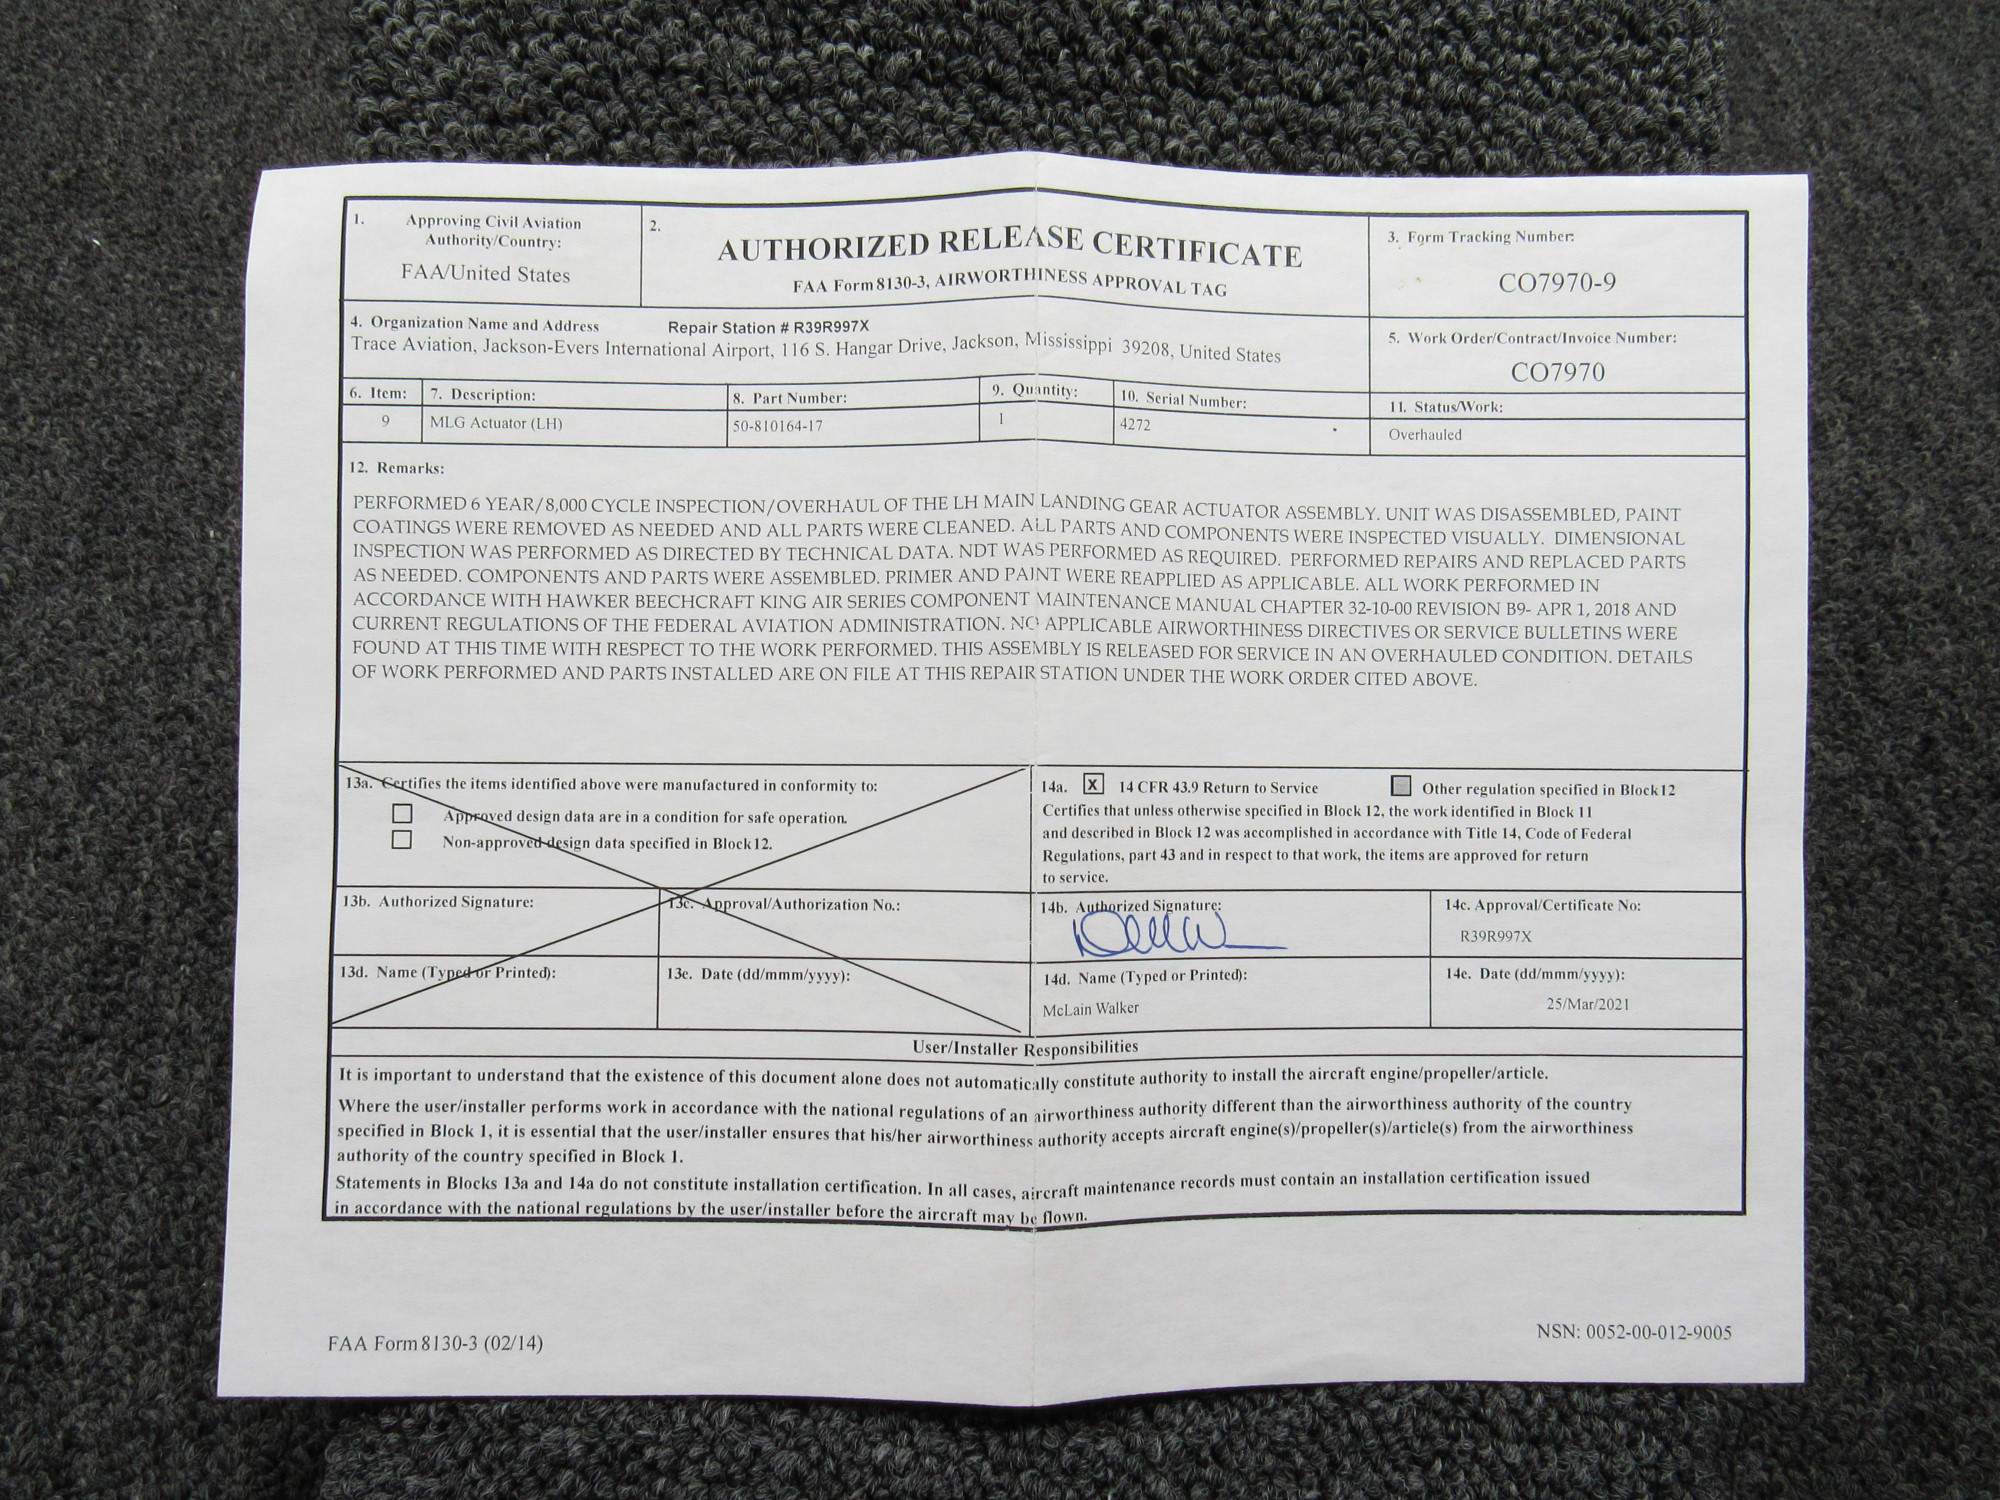 1. Approving Civil Aviation
Authority/Country:
FAA/United States
2.
AUTHORIZED RELEASE CERTIFICATE
FAA Form 8130-3, AIRWORTHINESS APPROVAL TAG
3. Form Tracking Number:
CO7970-9
4. Organization Name and Address Repair Station # R39R997X
Trace Aviation, Jackson-Evers International Airport, 116 S. Hangar Drive, Jackson, Mississippi 39208, United States
5. Work Order/Contract/Invoice Number:
CO7970
6. Item: 7. Description: 8. Part Number: 9. Quantity: 10. Serial Number: 11. Status/Work:
9 MLG Actuator (LH) 50-810164-17 1 4272 Overhauled
12. Remarks:
PERFORMED 6 YEAR/8,000 CYCLE INSPECTION/OVERHAUL OF THE LH MAIN LANDING GEAR ACTUATOR ASSEMBLY. UNIT WAS DISASSEMBLED, PAINT
COATINGS WERE REMOVED AS NEEDED AND ALL PARTS WERE CLEANED. ALL PARTS AND COMPONENTS WERE INSPECTED VISUALLY. DIMENSIONAL
INSPECTION WAS PERFORMED AS DIRECTED BY TECHNICAL DATA. NDT WAS PERFORMED AS REQUIRED. PERFORMED REPAIRS AND REPLACED PARTS
AS NEEDED. COMPONENTS AND PARTS WERE ASSEMBLED. PRIMER AND PAINT WERE REAPPLIED AS APPLICABLE. ALL WORK PERFORMED IN
ACCORDANCE WITH HAWKER BEECHCRAFT KING AIR SERIES COMPONENT MAINTENANCE MANUAL CHAPTER 32-10-00 REVISION B9- APR 1, 2018 AND
CURRENT REGULATIONS OF THE FEDERAL AVIATION ADMINISTRATION. NO APPLICABLE AIRWORTHINESS DIRECTIVES OR SERVICE BULLETINS WERE
FOUND AT THIS TIME WITH RESPECT TO THE WORK PERFORMED. THIS ASSEMBLY IS RELEASED FOR SERVICE IN AN OVERHAULED CONDITION. DETAILS
OF WORK PERFORMED AND PARTS INSTALLED ARE ON FILE AT THIS REPAIR STATION UNDER THE WORK ORDER CITED ABOVE.
13a. Certifies the items identified above were manufactured in conformity to:
Approved design data are in a condition for safe operation.
Non-approved design data specified in Block 12.
14a. X 14 CFR 43.9 Return to Service Other regulation specified in Block 12
Certifies that unless otherwise specified in Block 12, the work identified in Block 11
and described in Block 12 was accomplished in accordance with Title 14, Code of Federal
Regulations, part 43 and in respect to that work, the items are approved for return
to service.
13b. Authorized Signature: 13c. Approval/Authorization No.:
14b. Authorized Signature: 14c. Approval/Certificate No:
R39R997X
13d. Name (Typed or Printed): 13e. Date (dd/mmm/yyyy):
14d. Name (Typed or Printed): 14e. Date (dd/mmm/yyyy):
McLain Walker 25/Mar/2021
User/Installer Responsibilities
It is important to understand that the existence of this document alone does not automatically constitute authority to install the aircraft engine/propeller/article.
Where the user/installer performs work in accordance with the national regulations of an airworthiness authority different than the airworthiness authority of the country
specified in Block 1, it is essential that the user/installer ensures that his/her airworthiness authority accepts aircraft engine(s)/propeller(s)/article(s) from the airworthiness
authority of the country specified in Block 1.
Statements in Blocks 13a and 14a do not constitute installation certification. In all cases, aircraft maintenance records must contain an installation certification issued
in accordance with the national regulations by the user/installer before the aircraft may be flown.
FAA Form 8130-3 (02/14)
NSN: 0052-00-012-9005